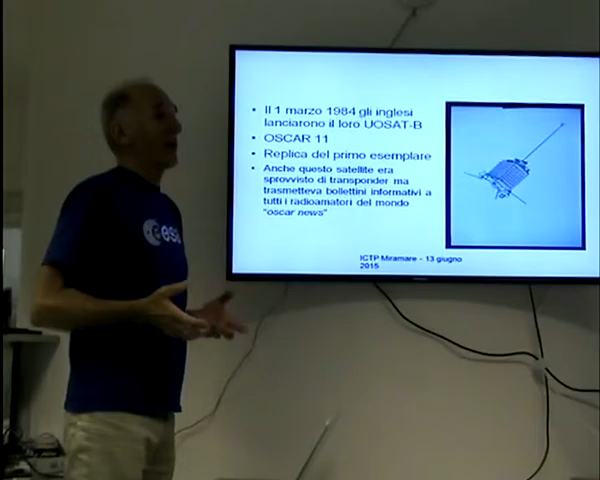 • Il 1 marzo 1984 gli inglesi
lanciarono il loro UOSAT-B
• OSCAR 11
• Replica del primo esemplare
• Anche questo satellite era
sprovvisto di transponder ma
trasmetteva bollettini informativi a
tutti i radioamatori del mondo
"oscar news"
ICTP Miramare - 13 giugno
2015
esa